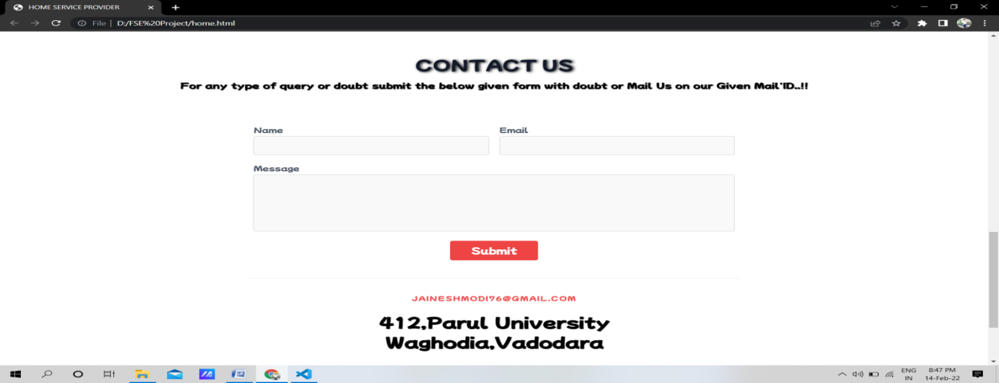 HOME SERVICE PROVIDER
File | D:/FSE%20Project/home.html
CONTACT US
For any type of query or doubt submit the below given form with doubt or Mail Us on our Given Mail'ID..!!
Name
Email
Message
Submit
JAINESHMODI76@GMAIL.COM
412,Parul University
Waghodia,Vadodara
ENG
IN
8:47 PM
14-Feb-22